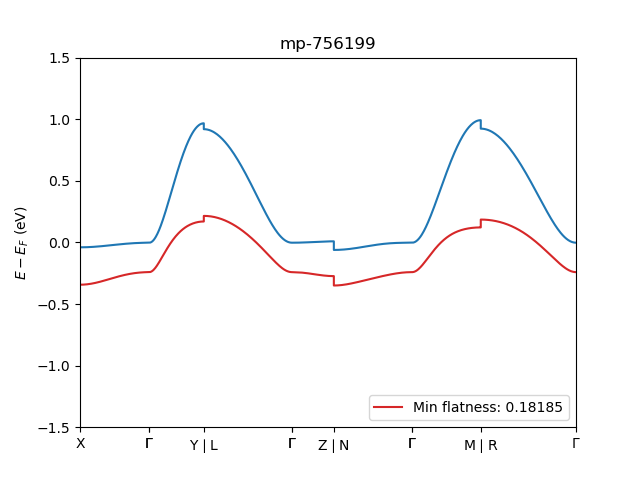 mp-756199
1.5
1.0
0.5
0.0
−0.5
−1.0
−1.5
E − E_F (eV)
Min flatness: 0.18185
X Γ Y | L Γ Z | N Γ M | R Γ